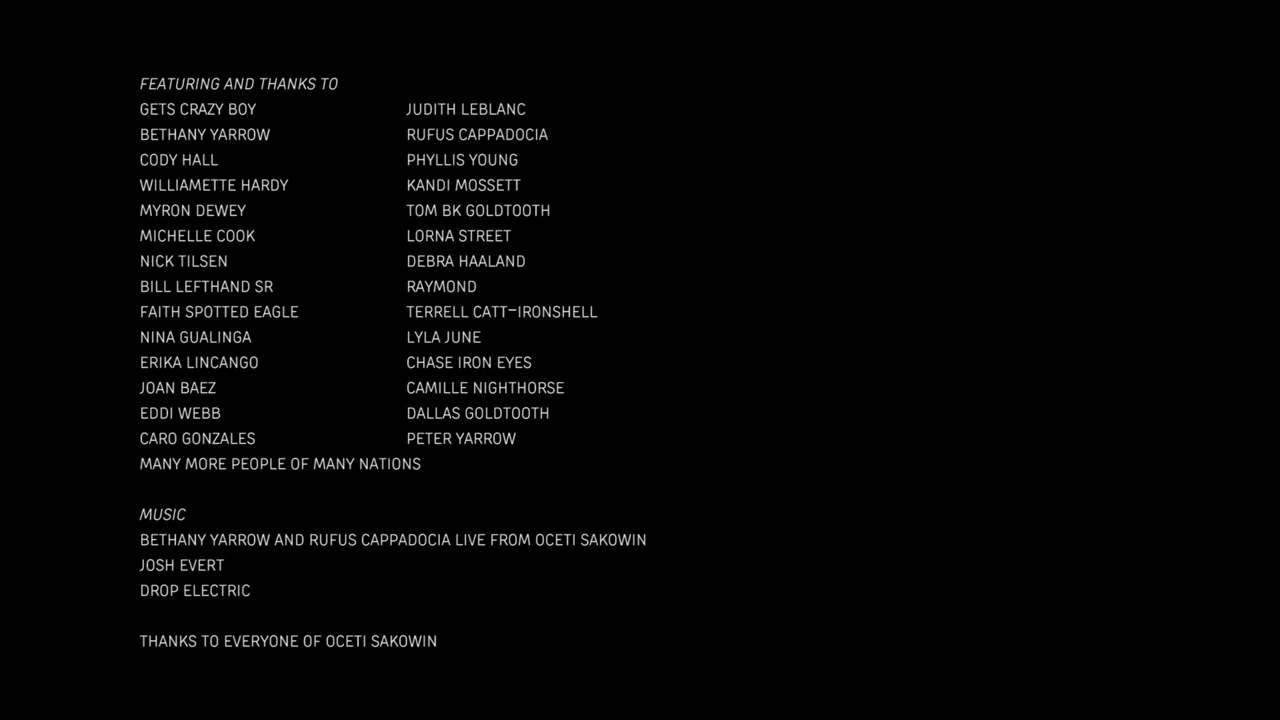 FEATURING AND THANKS TO
GETS CRAZY BOY JUDITH LEBLANC
BETHANY YARROW RUFUS CAPPADOCIA
CODY HALL PHYLLIS YOUNG
WILLIAMETTE HARDY KANDI MOSSETT
MYRON DEWEY TOM BK GOLDTOOTH
MICHELLE COOK LORNA STREET
NICK TILSEN DEBRA HAALAND
BILL LEFTHAND SR RAYMOND
FAITH SPOTTED EAGLE TERRELL CATT-IRONSHELL
NINA GUALINGA LYLA JUNE
ERIKA LINCANGO CHASE IRON EYES
JOAN BAEZ CAMILLE NIGHTHORSE
EDDI WEBB DALLAS GOLDTOOTH
CARO GONZALES PETER YARROW
MANY MORE PEOPLE OF MANY NATIONS
MUSIC
BETHANY YARROW AND RUFUS CAPPADOCIA LIVE FROM OCETI SAKOWIN
JOSH EVERT
DROP ELECTRIC
THANKS TO EVERYONE OF OCETI SAKOWIN